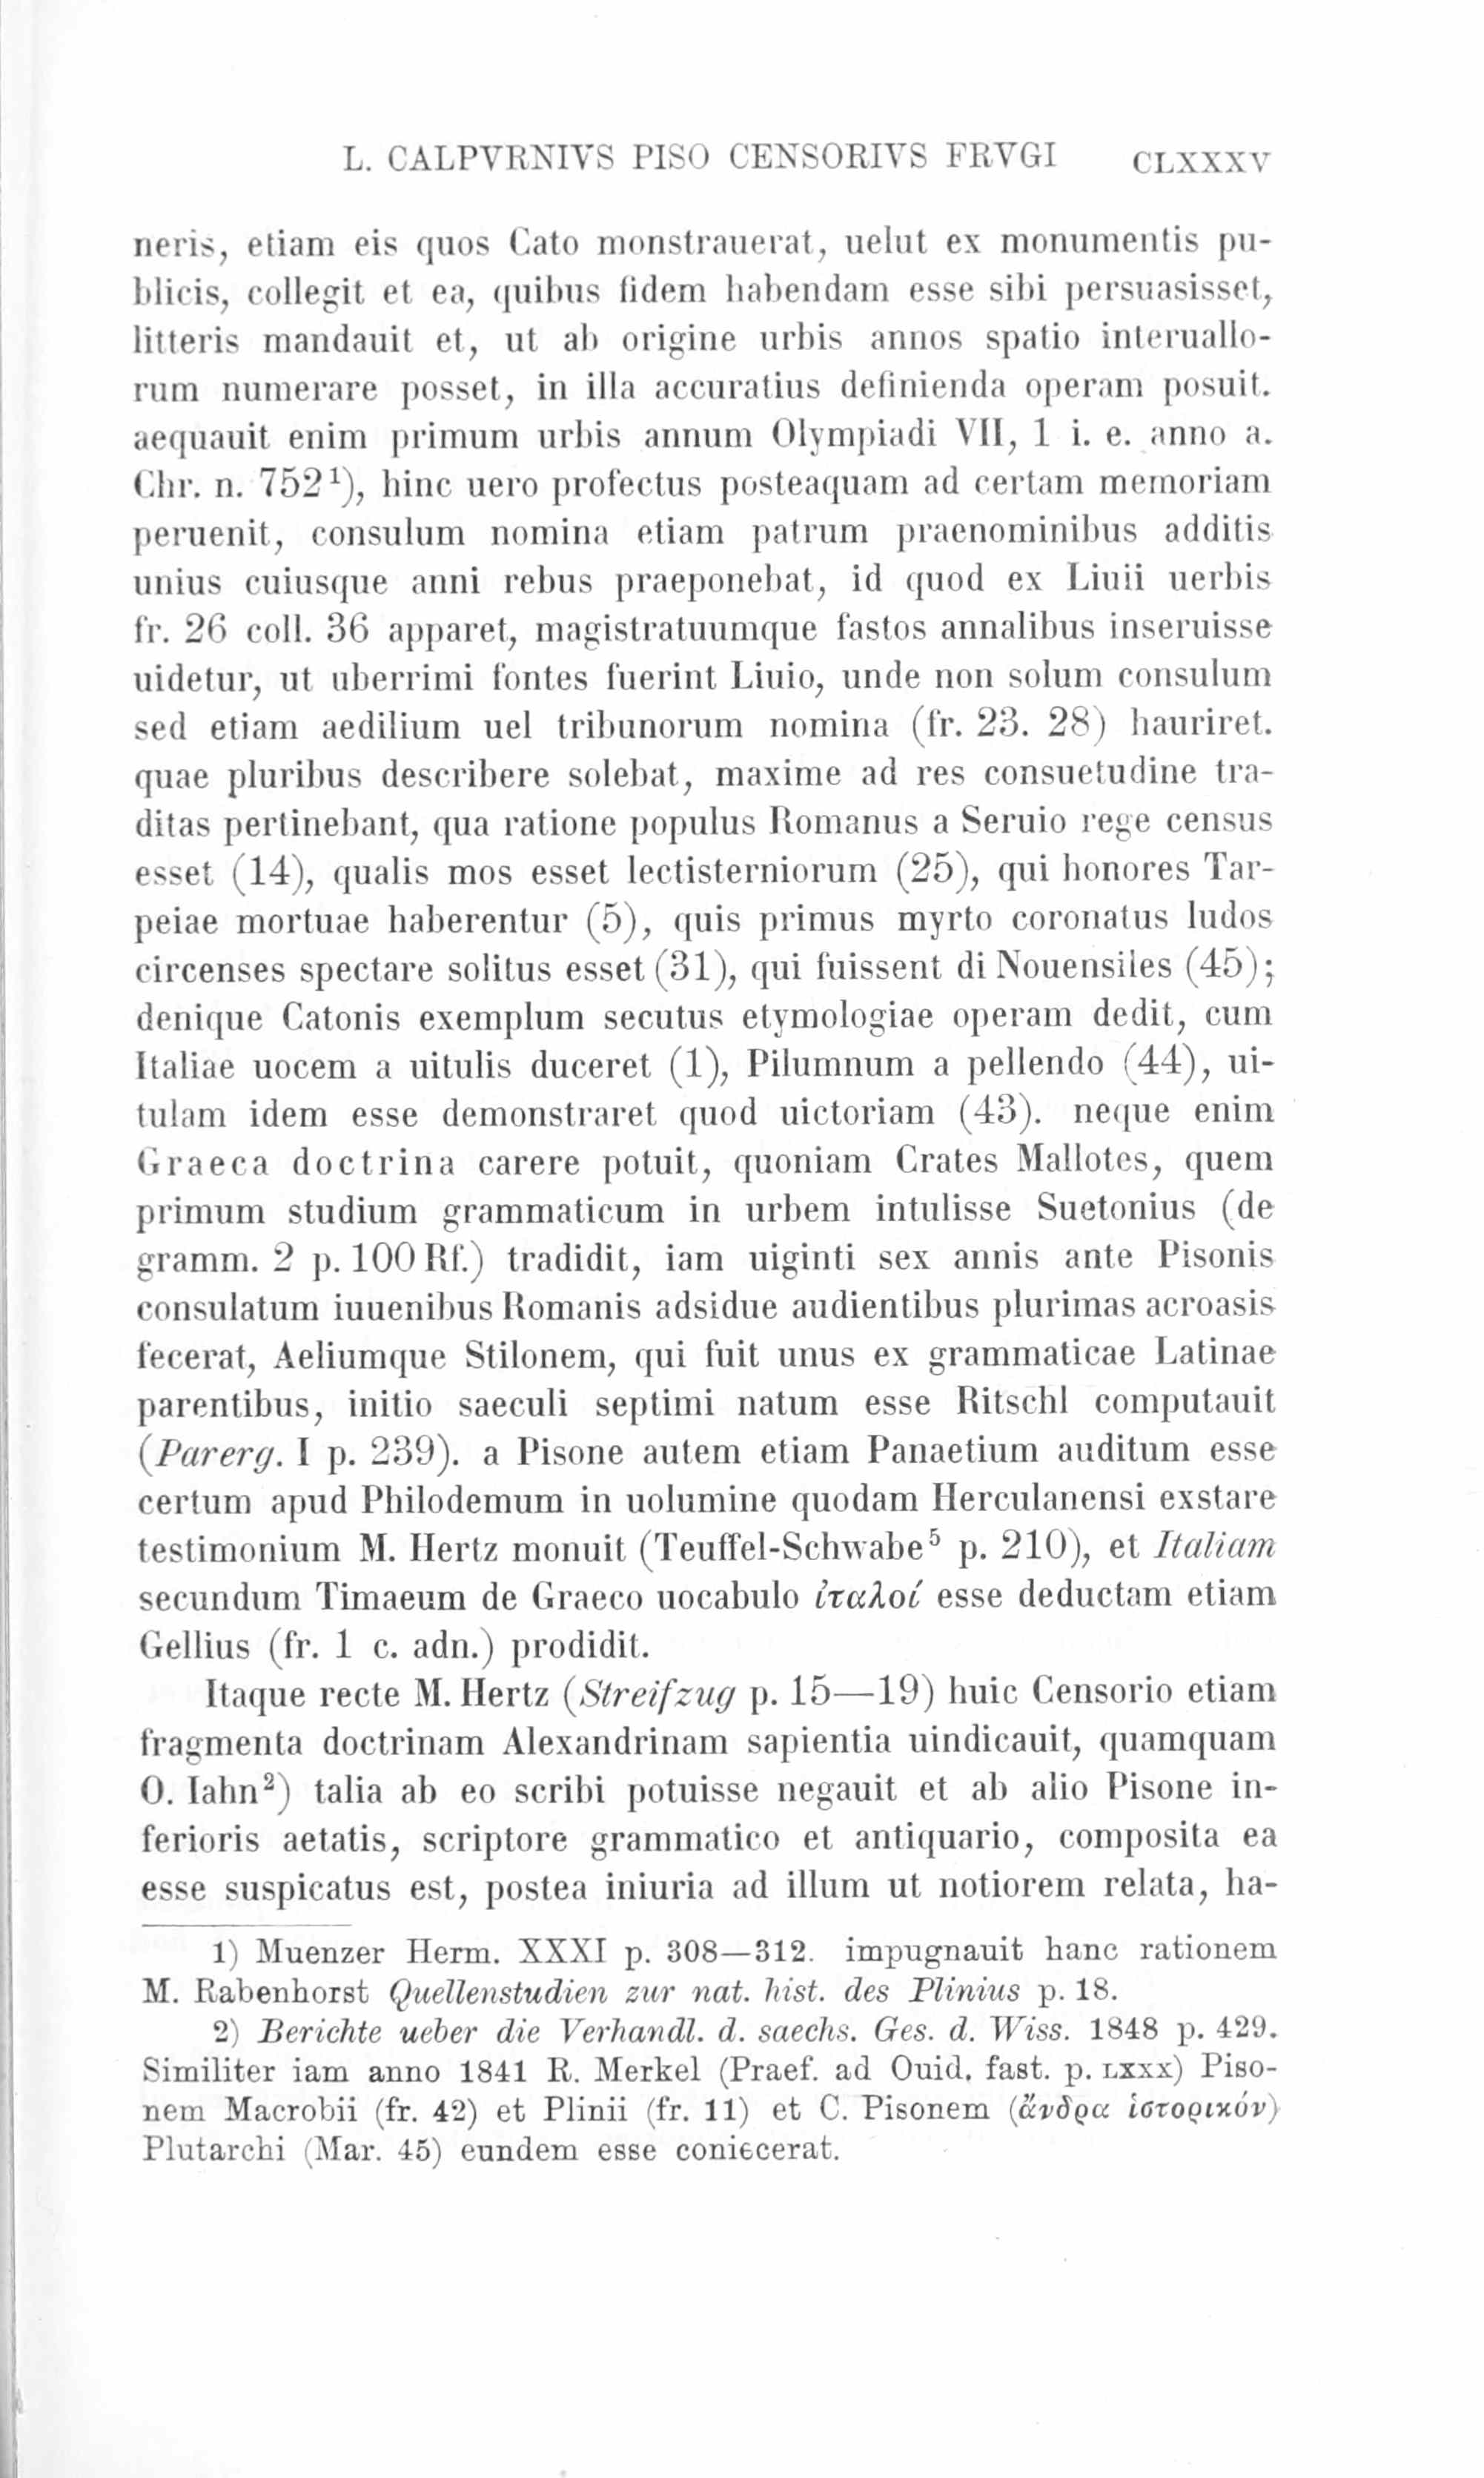 L. CALPVRNIVS PISO CENSORIVS FRVGI CLXXXV
neris, etiam eis quos Cato monstrauerat, uelut ex monumentis pu-
blicis, collegit et ea, quibus fidem habendam esse sibi persuasisset,
litteris mandauit et, ut ab origine urbis annos spatio interuallo-
rum numerare posset, in illa accuratius definienda operam posuit.
aequauit enim primum urbis annum Olympiadi VII, 1 i. e. anno a.
Chr. n. 752¹), hinc uero profectus posteaquam ad certam memoriam
peruenit, consulum nomina etiam patrum praenominibus additis
unius cuiusque anni rebus praeponebat, id quod ex Liuii uerbis
fr. 26 coll. 36 apparet, magistratuumque fastos annalibus inseruisse
uidetur, ut uberrimi fontes fuerint Liuio, unde non solum consulum
sed etiam aedilium uel tribunorum nomina (fr. 23. 28) hauriret.
quae pluribus describere solebat, maxime ad res consuetudine tra-
ditas pertinebant, qua ratione populus Romanus a Seruio rege census
esset (14), qualis mos esset lectisterniorum (25), qui honores Tar-
peiae mortuae haberentur (5), quis primus myrto coronatus ludos
circenses spectare solitus esset (31), qui fuissent di Nouensiles (45);
denique Catonis exemplum secutus etymologiae operam dedit, cum
Italiae uocem a uitulis duceret (1), Pilumnum a pellendo (44), ui-
tulam idem esse demonstraret quod uictoriam (43). neque enim
Graeca doctrina carere potuit, quoniam Crates Mallotes, quem
primum studium grammaticum in urbem intulisse Suetonius (de
gramm. 2 p. 100 Rf.) tradidit, iam uiginti sex annis ante Pisonis
consulatum iuuenibus Romanis adsidue audientibus plurimas acroasis
fecerat, Aeliumque Stilonem, qui fuit unus ex grammaticae Latinae
parentibus, initio saeculi septimi natum esse Ritschl computauit
(Parerg. I p. 239). a Pisone autem etiam Panaetium auditum esse
certum apud Philodemum in uolumine quodam Herculanensi exstare
testimonium M. Hertz monuit (Teuffel-Schwabe⁵ p. 210), et Italiam
secundum Timaeum de Graeco uocabulo ἰταλοί esse deductam etiam
Gellius (fr. 1 c. adn.) prodidit.
Itaque recte M. Hertz (Streifzug p. 15—19) huic Censorio etiam
fragmenta doctrinam Alexandrinam sapientia uindicauit, quamquam
O. Iahn²) talia ab eo scribi potuisse negauit et ab alio Pisone in-
ferioris aetatis, scriptore grammatico et antiquario, composita ea
esse suspicatus est, postea iniuria ad illum ut notiorem relata, ha-
1) Muenzer Herm. XXXI p. 308—312. impugnauit hanc rationem
M. Rabenhorst Quellenstudien zur nat. hist. des Plinius p. 18.
2) Berichte ueber die Verhandl. d. saechs. Ges. d. Wiss. 1848 p. 429.
Similiter iam anno 1841 R. Merkel (Praef. ad Ouid. fast. p. LXXX) Piso-
nem Macrobii (fr. 42) et Plinii (fr. 11) et C. Pisonem (ἄνδρα ἱστορικόν)
Plutarchi (Mar. 45) eundem esse coniecerat.